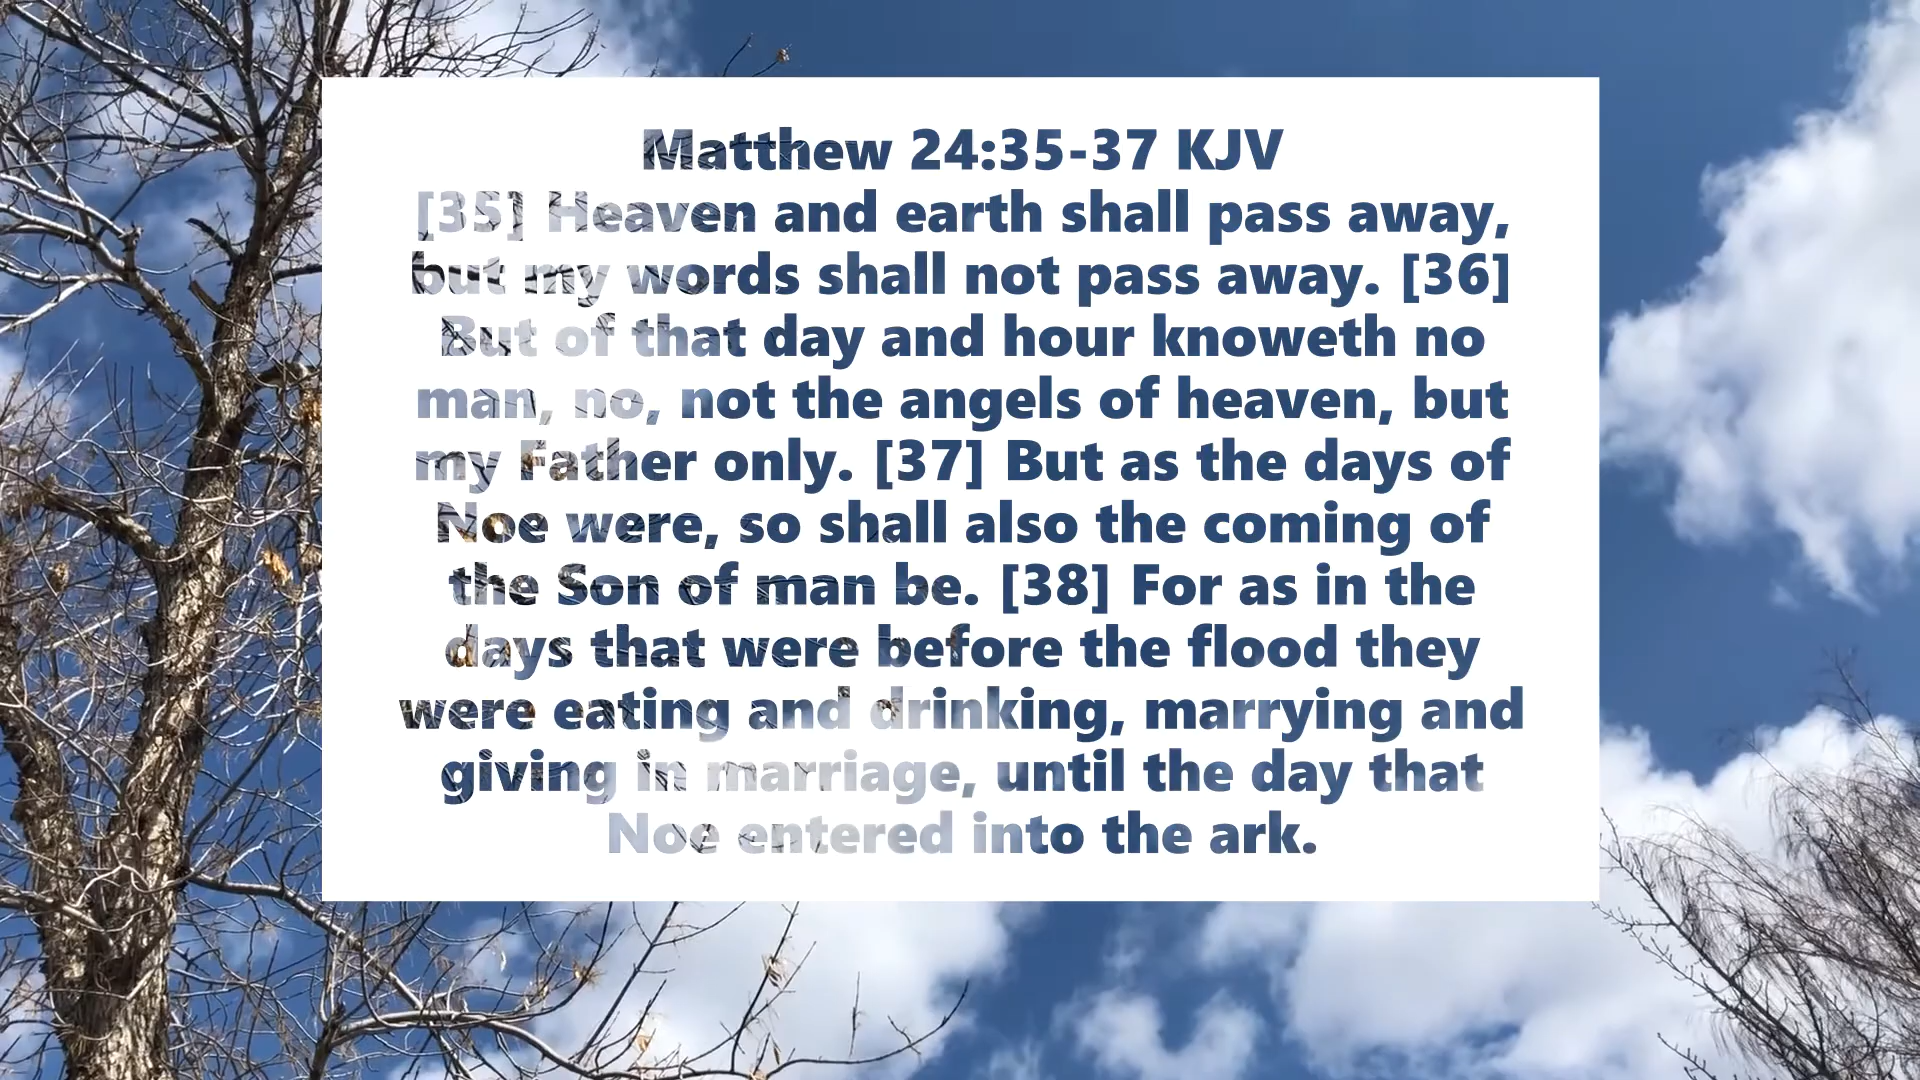 Matthew 24:35-37 KJV
[35] Heaven and earth shall pass away,
but my words shall not pass away. [36]
But of that day and hour knoweth no
man, no, not the angels of heaven, but
my Father only. [37] But as the days of
Noe were, so shall also the coming of
the Son of man be. [38] For as in the
days that were before the flood they
were eating and drinking, marrying and
giving in marriage, until the day that
Noe entered into the ark.